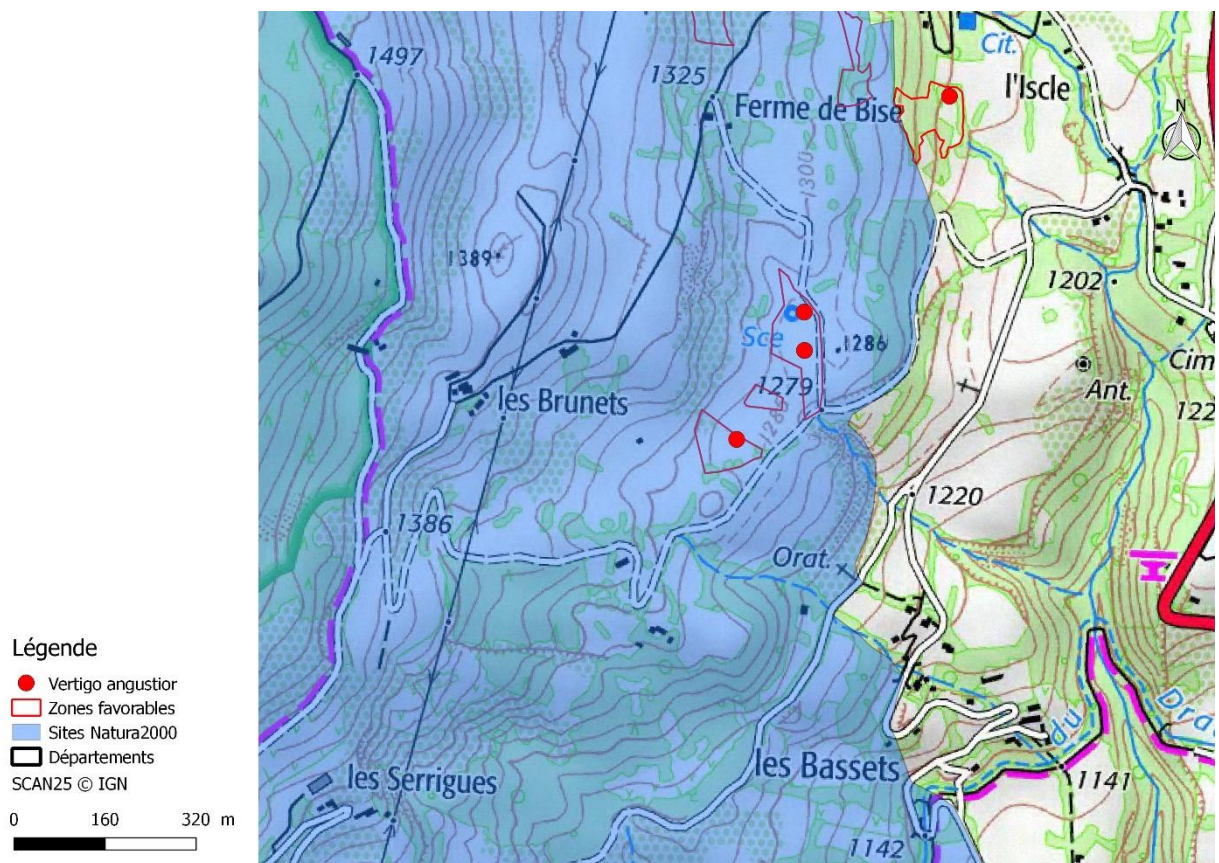 1497
1325
Ferme de Bise
Cit.
l'Iscle
N
1300
1389
1202
Sce
1286
Ant.
Cim
122
1279
1280
les Brunets
1386
1220
Orat.
Légende
Vertigo angustior
Zones favorables
Sites Natura2000
Départements
SCAN25 © IGN
0 160 320 m
les Serrigues
les Bassets
du
Dra
1141
1142